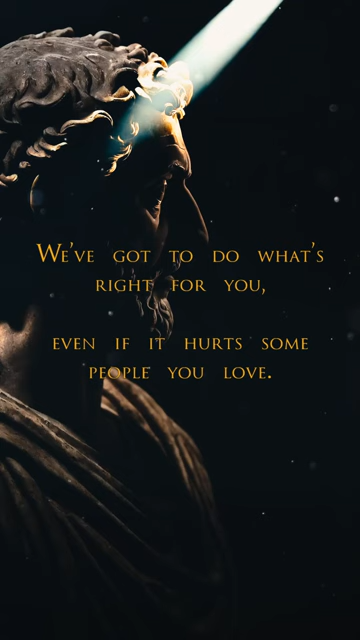 We've got to do what's
right for you,
even if it hurts some
people you love.